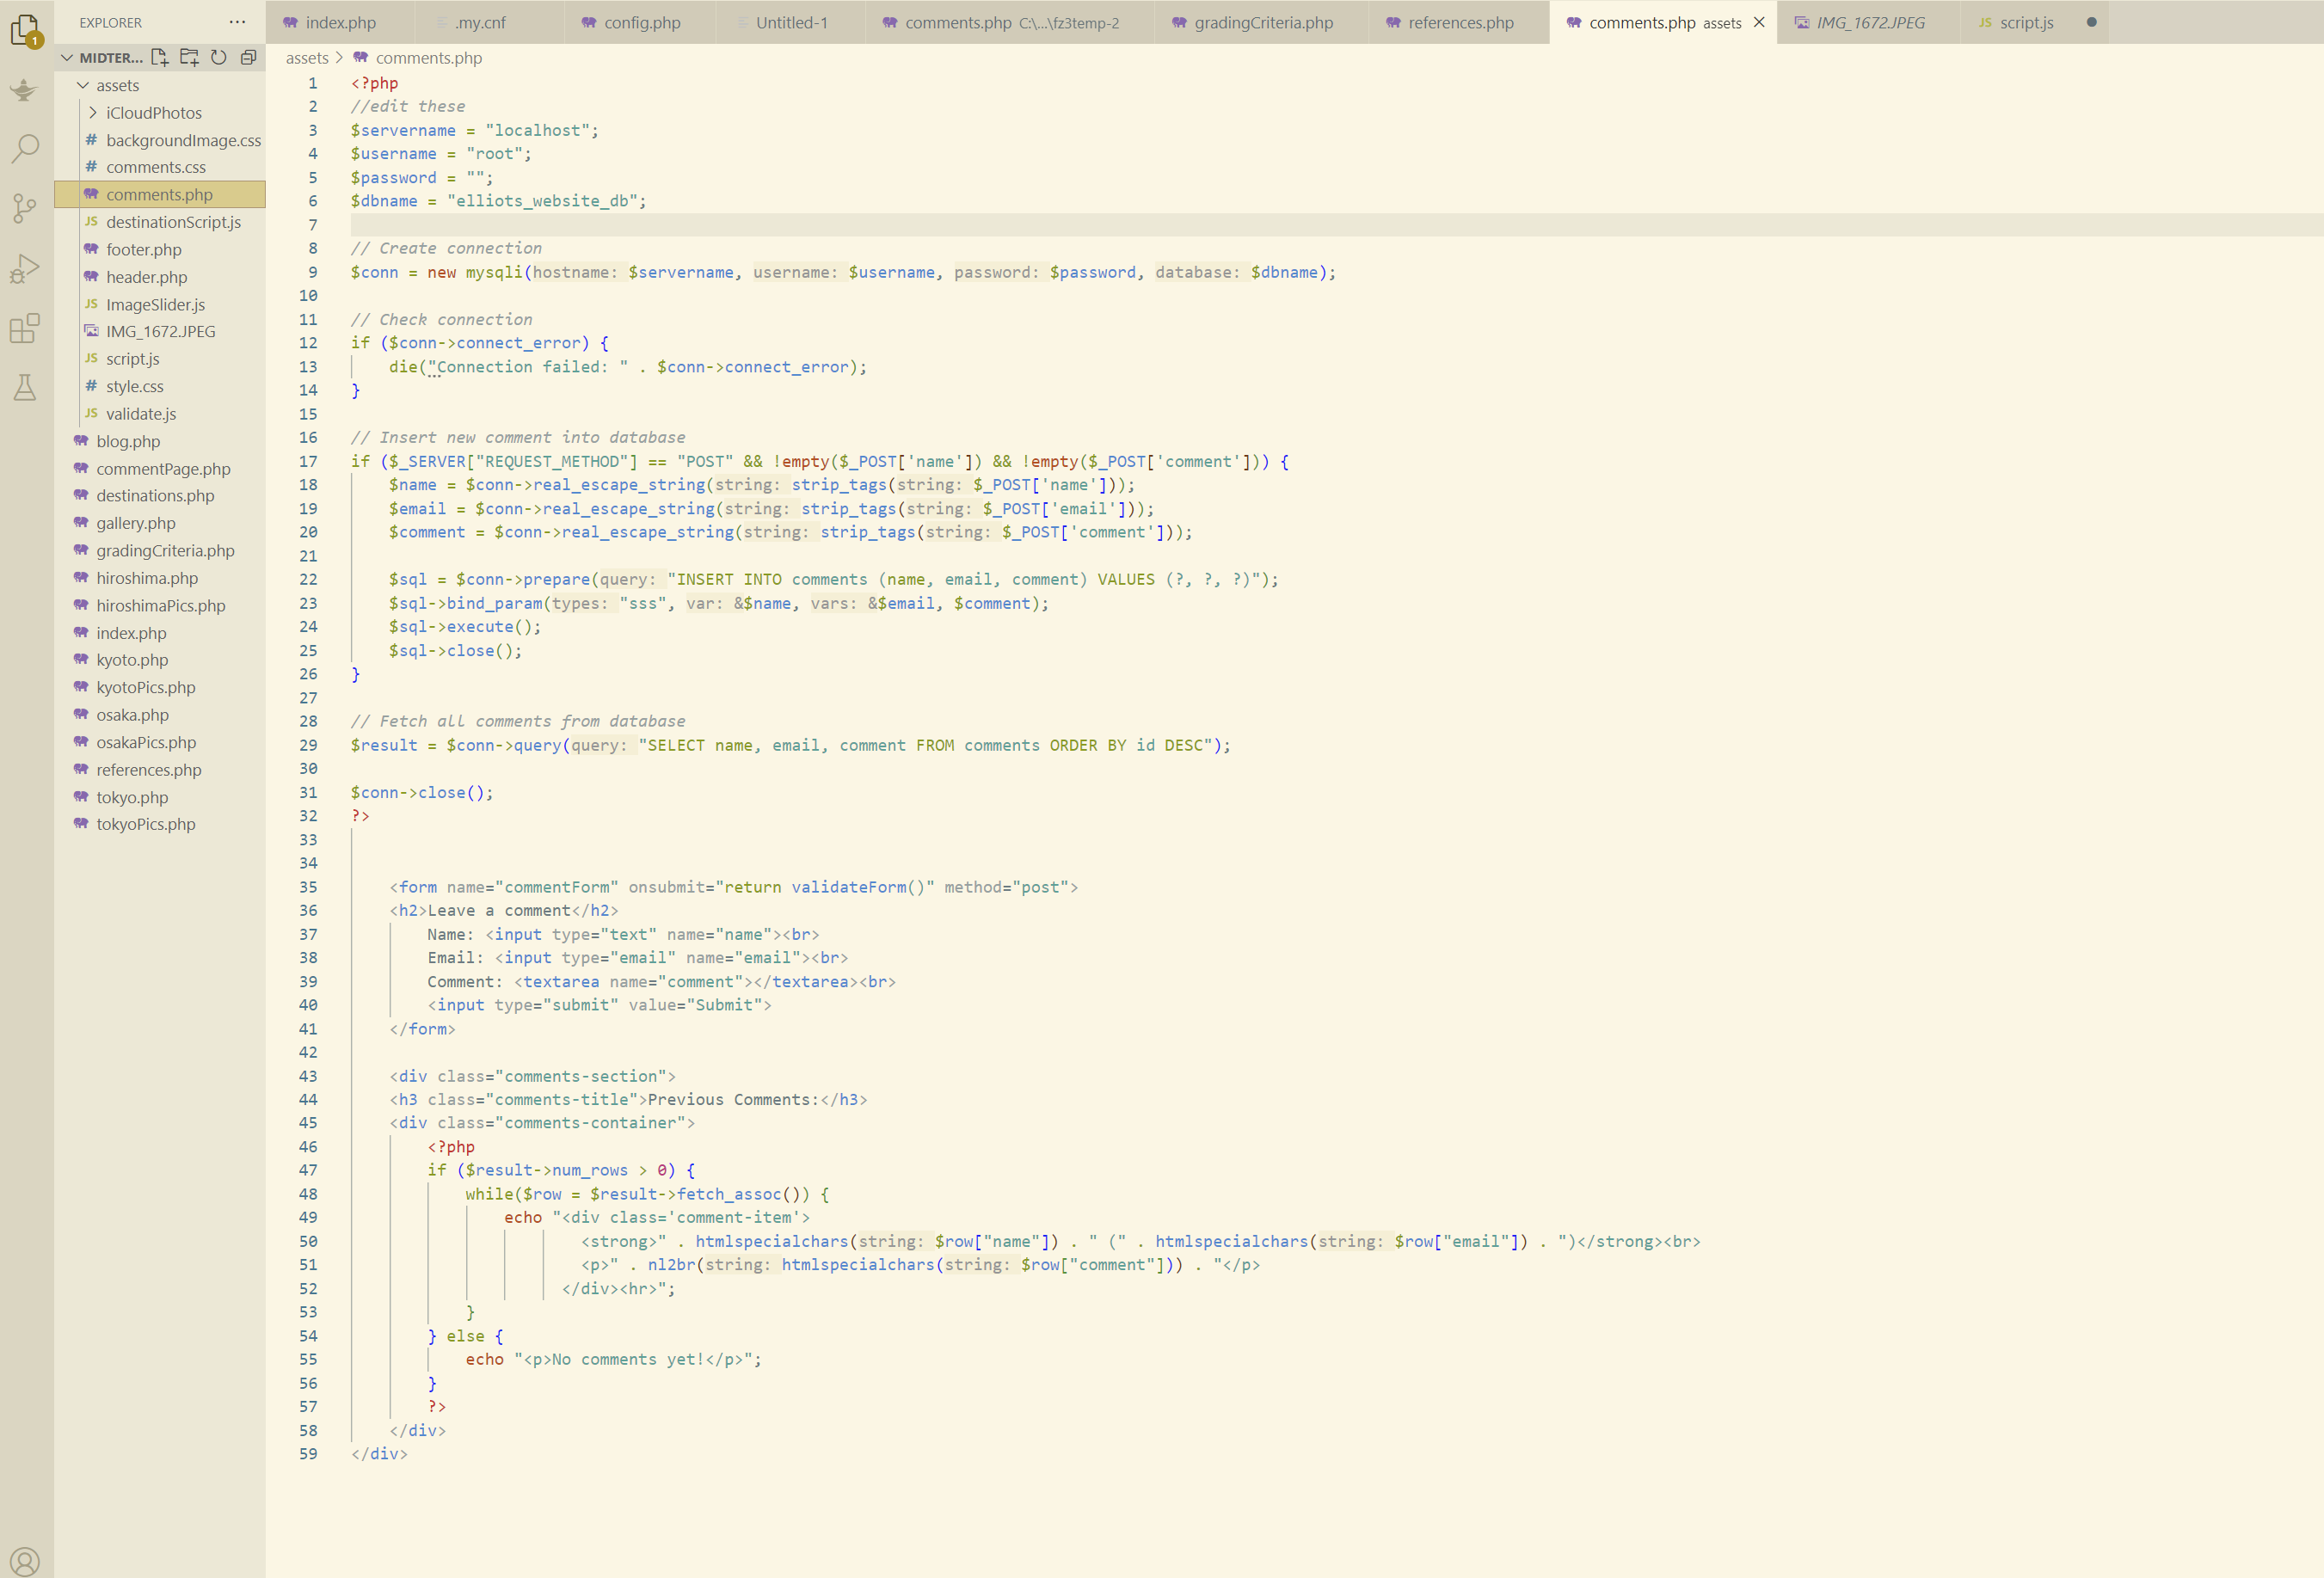 EXPLORER ...
index.php
.my.cnf
config.php
Untitled-1
comments.php C:\...\fz3temp-2
gradingCriteria.php
references.php
comments.php assets
IMG_1672.JPEG
JS script.js
1
MIDTER...
assets
iCloudPhotos
# backgroundImage.css
# comments.css
comments.php
JS destinationScript.js
footer.php
header.php
JS ImageSlider.js
IMG_1672.JPEG
JS script.js
# style.css
JS validate.js
blog.php
commentPage.php
destinations.php
gallery.php
gradingCriteria.php
hiroshima.php
hiroshimaPics.php
index.php
kyoto.php
kyotoPics.php
osaka.php
osakaPics.php
references.php
tokyo.php
tokyoPics.php
assets > comments.php
1 <?php
2 //edit these
3 $servername = "localhost";
4 $username = "root";
5 $password = "";
6 $dbname = "elliots_website_db";
7
8 // Create connection
9 $conn = new mysqli(hostname: $servername, username: $username, password: $password, database: $dbname);
10
11 // Check connection
12 if ($conn->connect_error) {
13 die("Connection failed: " . $conn->connect_error);
14 }
15
16 // Insert new comment into database
17 if ($_SERVER["REQUEST_METHOD"] == "POST" && !empty($_POST['name']) && !empty($_POST['comment'])) {
18 $name = $conn->real_escape_string(string: strip_tags(string: $_POST['name']));
19 $email = $conn->real_escape_string(string: strip_tags(string: $_POST['email']));
20 $comment = $conn->real_escape_string(string: strip_tags(string: $_POST['comment']));
21
22 $sql = $conn->prepare(query: "INSERT INTO comments (name, email, comment) VALUES (?, ?, ?)");
23 $sql->bind_param(types: "sss", var: &$name, vars: &$email, $comment);
24 $sql->execute();
25 $sql->close();
26 }
27
28 // Fetch all comments from database
29 $result = $conn->query(query: "SELECT name, email, comment FROM comments ORDER BY id DESC");
30
31 $conn->close();
32 ?>
33
34
35 <form name="commentForm" onsubmit="return validateForm()" method="post">
36 <h2>Leave a comment</h2>
37 Name: <input type="text" name="name"><br>
38 Email: <input type="email" name="email"><br>
39 Comment: <textarea name="comment"></textarea><br>
40 <input type="submit" value="Submit">
41 </form>
42
43 <div class="comments-section">
44 <h3 class="comments-title">Previous Comments:</h3>
45 <div class="comments-container">
46 <?php
47 if ($result->num_rows > 0) {
48 while($row = $result->fetch_assoc()) {
49 echo "<div class='comment-item'>
50 <strong>" . htmlspecialchars(string: $row["name"]) . " (" . htmlspecialchars(string: $row["email"]) . ")</strong><br>
51 <p>" . nl2br(string: htmlspecialchars(string: $row["comment"])) . "</p>
52 </div><hr>";
53 }
54 } else {
55 echo "<p>No comments yet!</p>";
56 }
57 ?>
58 </div>
59 </div>